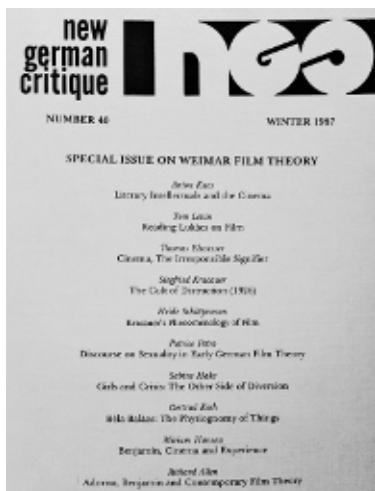 new
german
critique
ngc
NUMBER 40
WINTER 1987
SPECIAL ISSUE ON WEIMAR FILM THEORY
Anton Kaes
Literary Intellectuals and the Cinema
Tom Levin
Reading Lukács on Film
Thomas Elsaesser
Cinema, The Irresponsible Signifier
Siegfried Kracauer
The Cult of Distraction (1926)
Heide Schlüpmann
Kracauer's Phenomenology of Film
Patrice Petro
Discourse on Sexuality in Early German Film Theory
Sabine Hake
Girls and Crisis: The Other Side of Diversion
Gertrud Koch
Béla Balázs: The Physiognomy of Things
Miriam Hansen
Benjamin, Cinema and Experience
Richard Allen
Adorno, Benjamin and Contemporary Film Theory